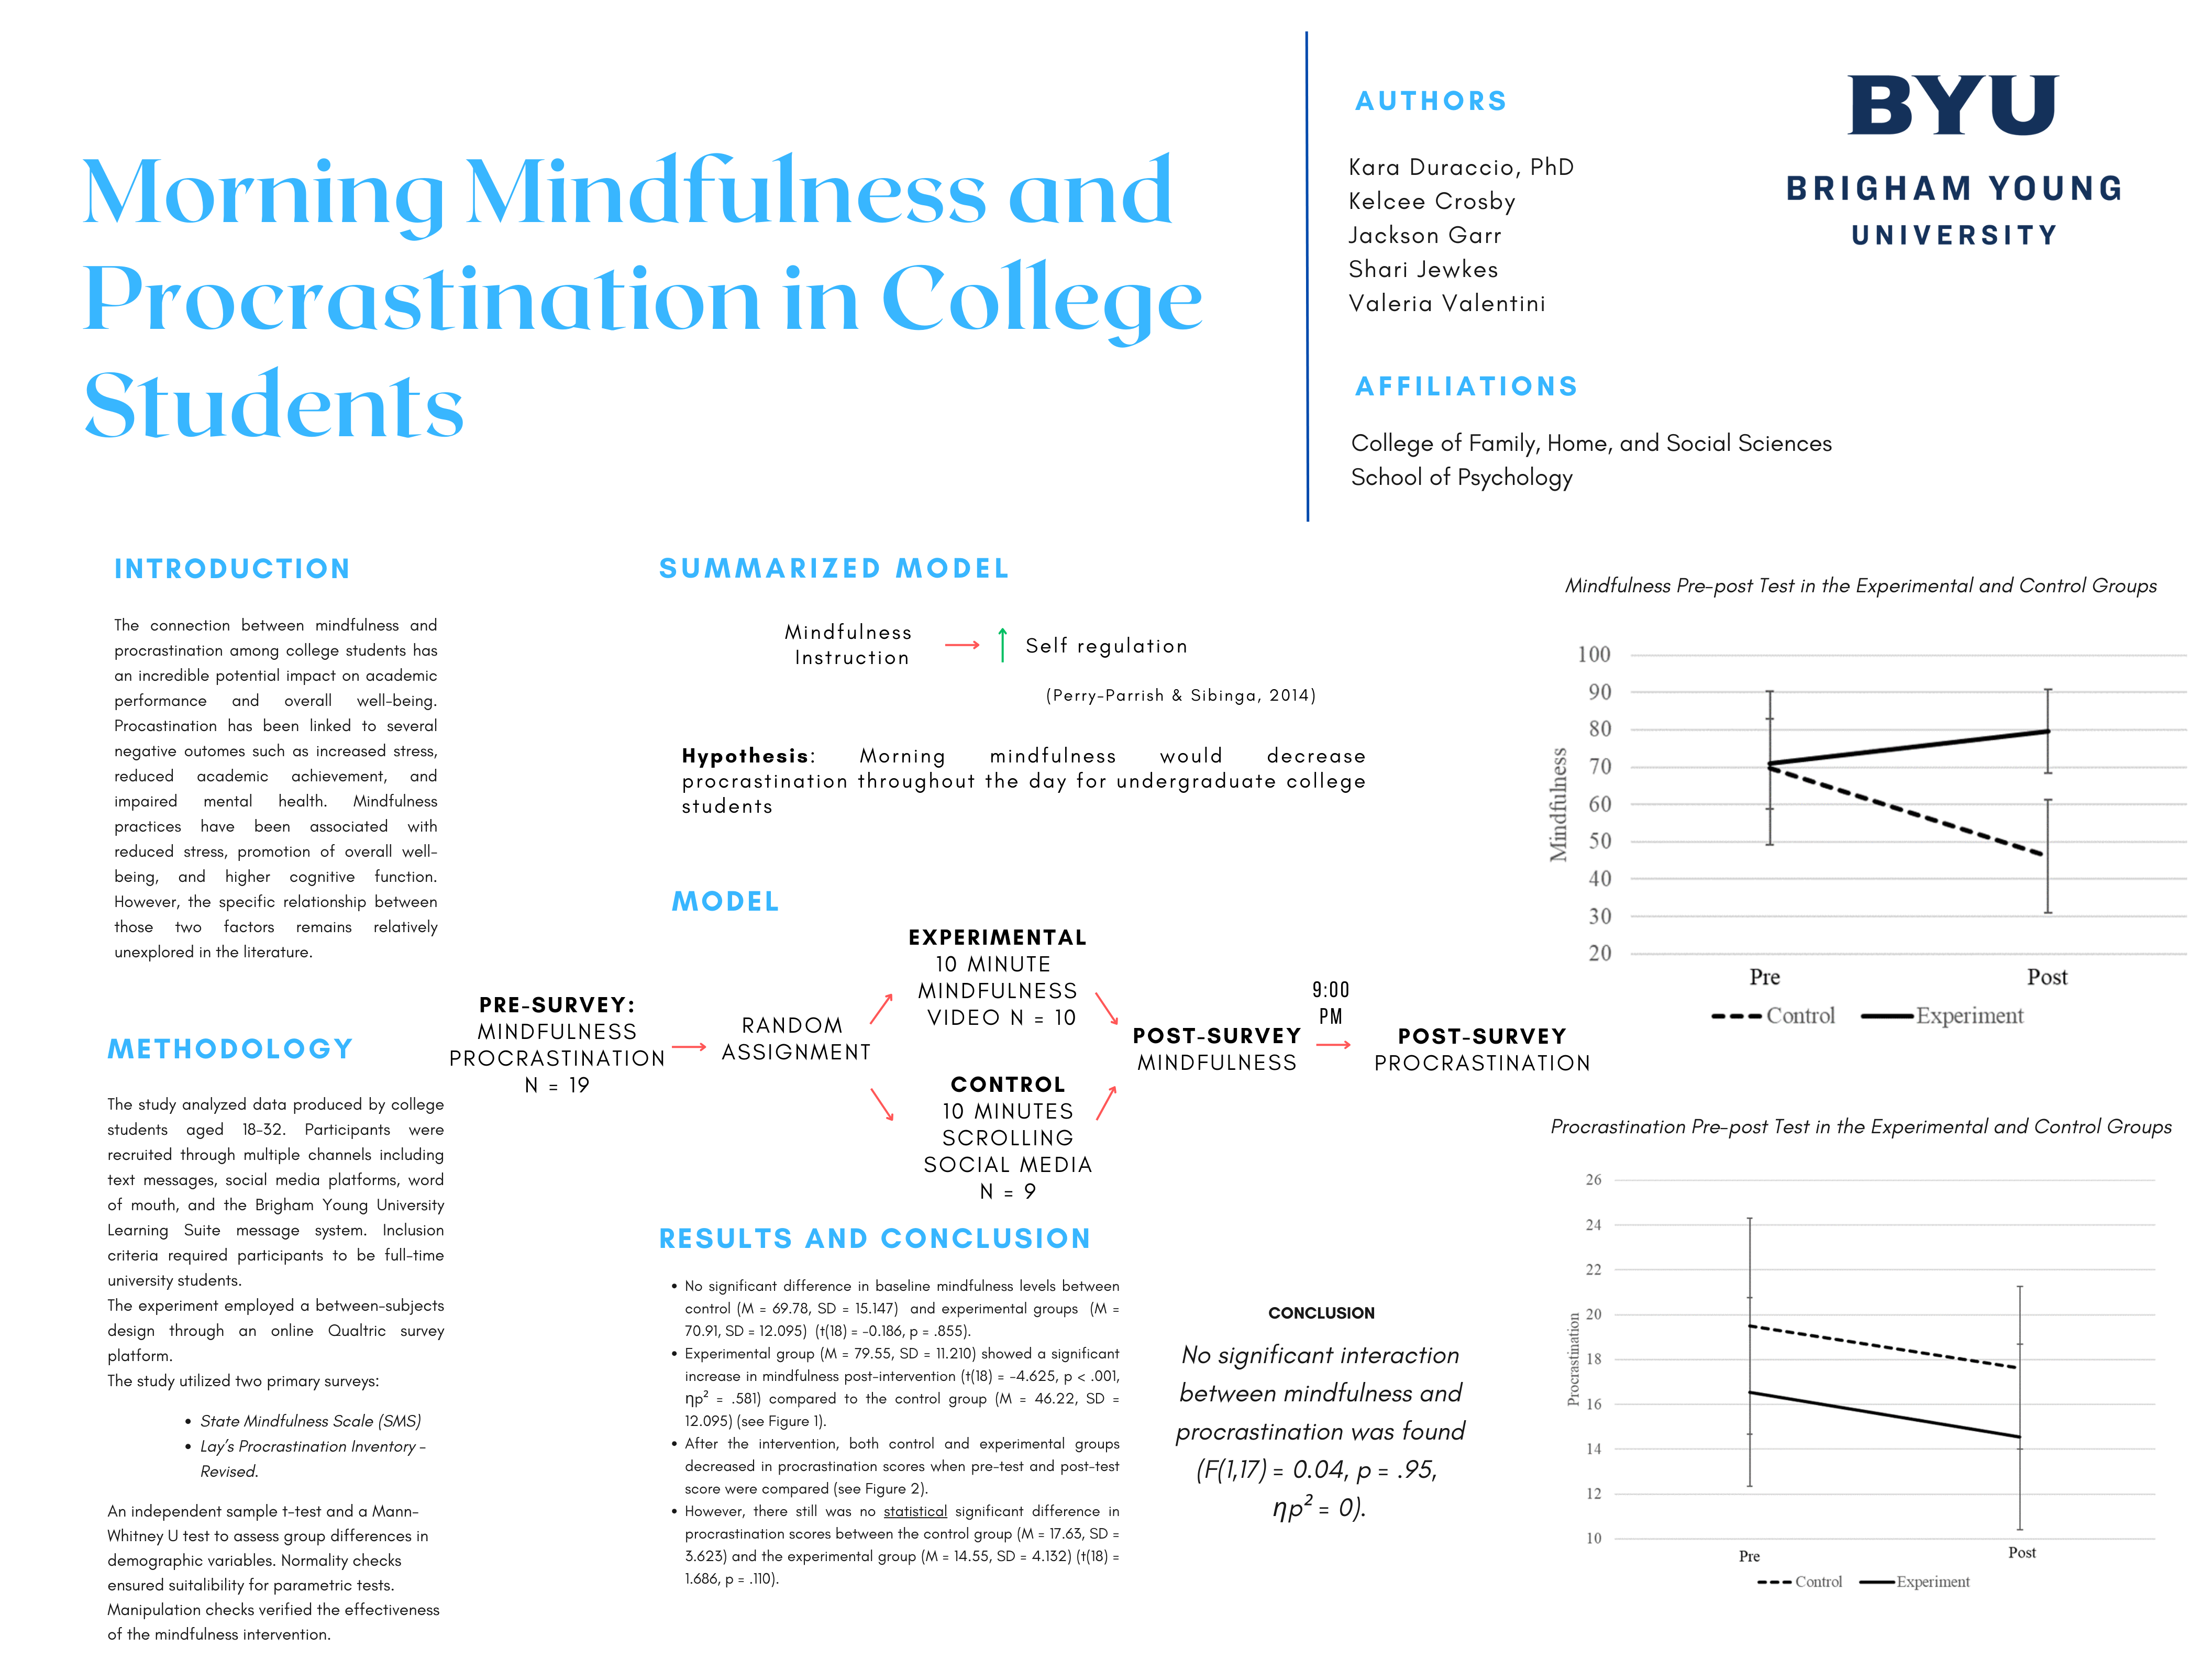 Morning Mindfulness and
Procrastination in College
Students
AUTHORS
Kara Duraccio, PhD
Kelcee Crosby
Jackson Garr
Shari Jewkes
Valeria Valentini
AFFILIATIONS
College of Family, Home, and Social Sciences
School of Psychology
BYU
BRIGHAM YOUNG
UNIVERSITY
INTRODUCTION
The connection between mindfulness and
procrastination among college students has
an incredible potential impact on academic
performance and overall well-being.
Procastination has been linked to several
negative outomes such as increased stress,
reduced academic achievement, and
impaired mental health. Mindfulness
practices have been associated with
reduced stress, promotion of overall well-
being, and higher cognitive function.
However, the specific relationship between
those two factors remains relatively
unexplored in the literature.
METHODOLOGY
The study analyzed data produced by college
students aged 18-32. Participants were
recruited through multiple channels including
text messages, social media platforms, word
of mouth, and the Brigham Young University
Learning Suite message system. Inclusion
criteria required participants to be full-time
university students.
The experiment employed a between-subjects
design through an online Qualtric survey
platform.
The study utilized two primary surveys:
• State Mindfulness Scale (SMS)
• Lay's Procrastination Inventory -
Revised.
An independent sample t-test and a Mann-
Whitney U test to assess group differences in
demographic variables. Normality checks
ensured suitalibility for parametric tests.
Manipulation checks verified the effectiveness
of the mindfulness intervention.
SUMMARIZED MODEL
Mindfulness
Instruction
Self regulation
(Perry-Parrish & Sibinga, 2014)
Hypothesis: Morning mindfulness would decrease
procrastination throughout the day for undergraduate college
students
MODEL
PRE-SURVEY:
MINDFULNESS
PROCRASTINATION
N = 19
RANDOM
ASSIGNMENT
EXPERIMENTAL
10 MINUTE
MINDFULNESS
VIDEO N = 10
CONTROL
10 MINUTES
SCROLLING
SOCIAL MEDIA
N = 9
POST-SURVEY
MINDFULNESS
9:00
PM
POST-SURVEY
PROCRASTINATION
RESULTS AND CONCLUSION
• No significant difference in baseline mindfulness levels between
control (M = 69.78, SD = 15.147) and experimental groups (M =
70.91, SD = 12.095) (t(18) = -0.186, p = .855).
• Experimental group (M = 79.55, SD = 11.210) showed a significant
increase in mindfulness post-intervention (t(18) = -4.625, p < .001,
ηp² = .581) compared to the control group (M = 46.22, SD =
12.095) (see Figure 1).
• After the intervention, both control and experimental groups
decreased in procrastination scores when pre-test and post-test
score were compared (see Figure 2).
• However, there still was no statistical significant difference in
procrastination scores between the control group (M = 17.63, SD =
3.623) and the experimental group (M = 14.55, SD = 4.132) (t(18) =
1.686, p = .110).
CONCLUSION
No significant interaction
between mindfulness and
procrastination was found
(F(1,17) = 0.04, p = .95,
ηp² = 0).
Mindfulness Pre-post Test in the Experimental and Control Groups
Mindfulness
100
90
80
70
60
50
40
30
20
Pre Post
Control Experiment
Procrastination Pre-post Test in the Experimental and Control Groups
Procrastination
26
24
22
20
18
16
14
12
10
Pre Post
Control Experiment